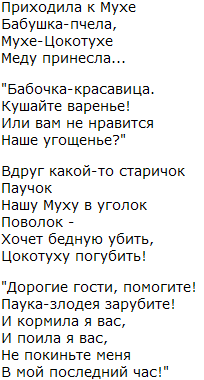 Приходила к Мухе
Бабушка-пчела,
Мухе-Цокотухе
Меду принесла...
"Бабочка-красавица.
Кушайте варенье!
Или вам не нравится
Наше угощенье?"
Вдруг какой-то старичок
Паучок
Нашу Муху в уголок
Поволок -
Хочет бедную убить,
Цокотуху погубить!
"Дорогие гости, помогите!
Паука-злодея зарубите!
И кормила я вас,
И поила я вас,
Не покиньте меня
В мой последний час!"